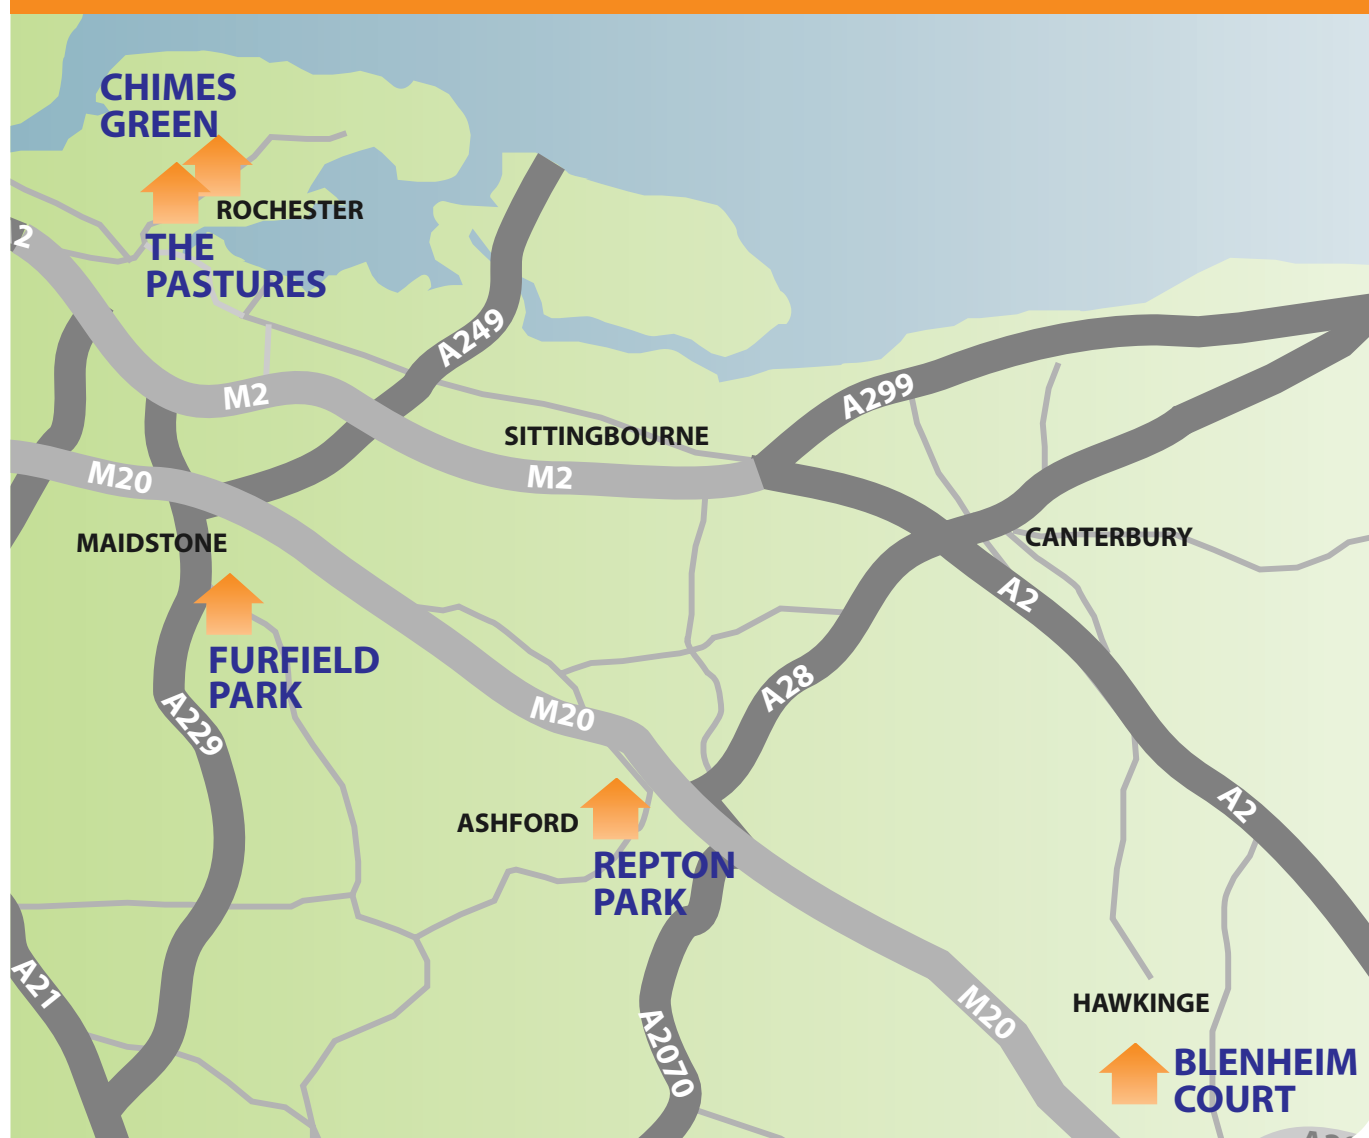 CHIMES
GREEN
ROCHESTER
THE
PASTURES
2
A249
M2
A299
SITTINGBOURNE
M20
M2
MAIDSTONE
CANTERBURY
A2
FURFIELD
PARK
A28
A229
M20
A2
ASHFORD
REPTON
PARK
A21
M20
HAWKINGE
A2070
BLENHEIM
COURT